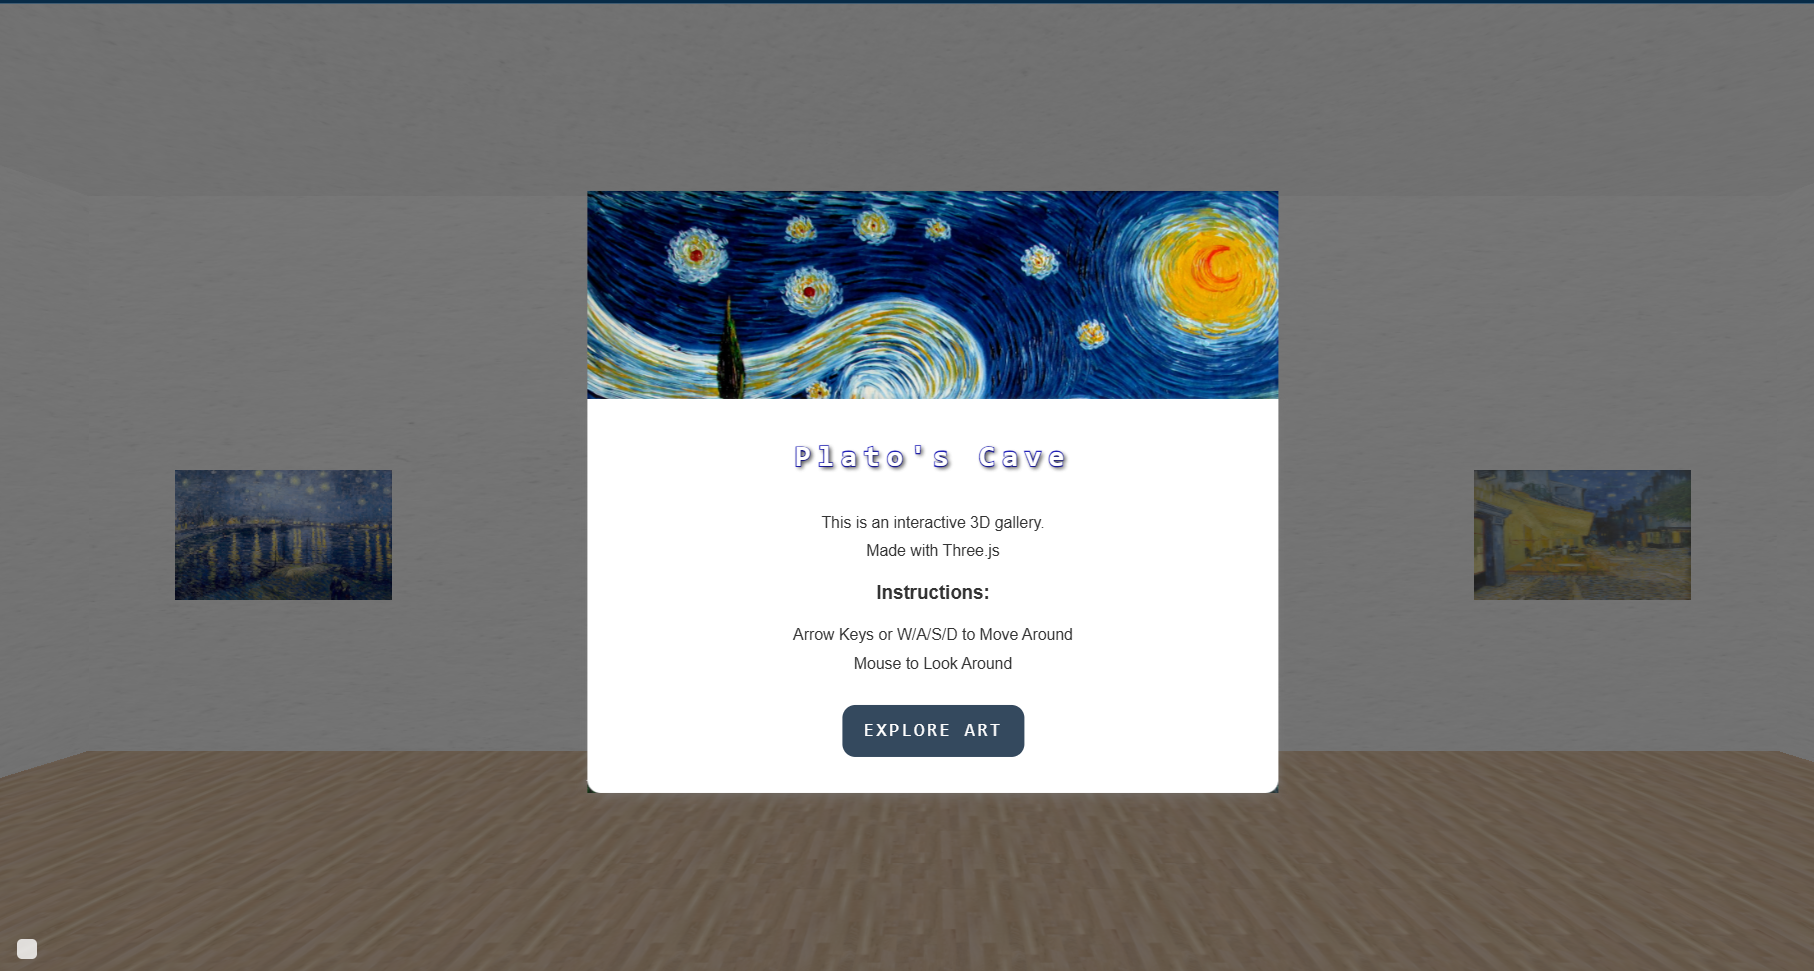 Plato's Cave
This is an interactive 3D gallery.
Made with Three.js
Instructions:
Arrow Keys or W/A/S/D to Move Around
Mouse to Look Around
EXPLORE ART